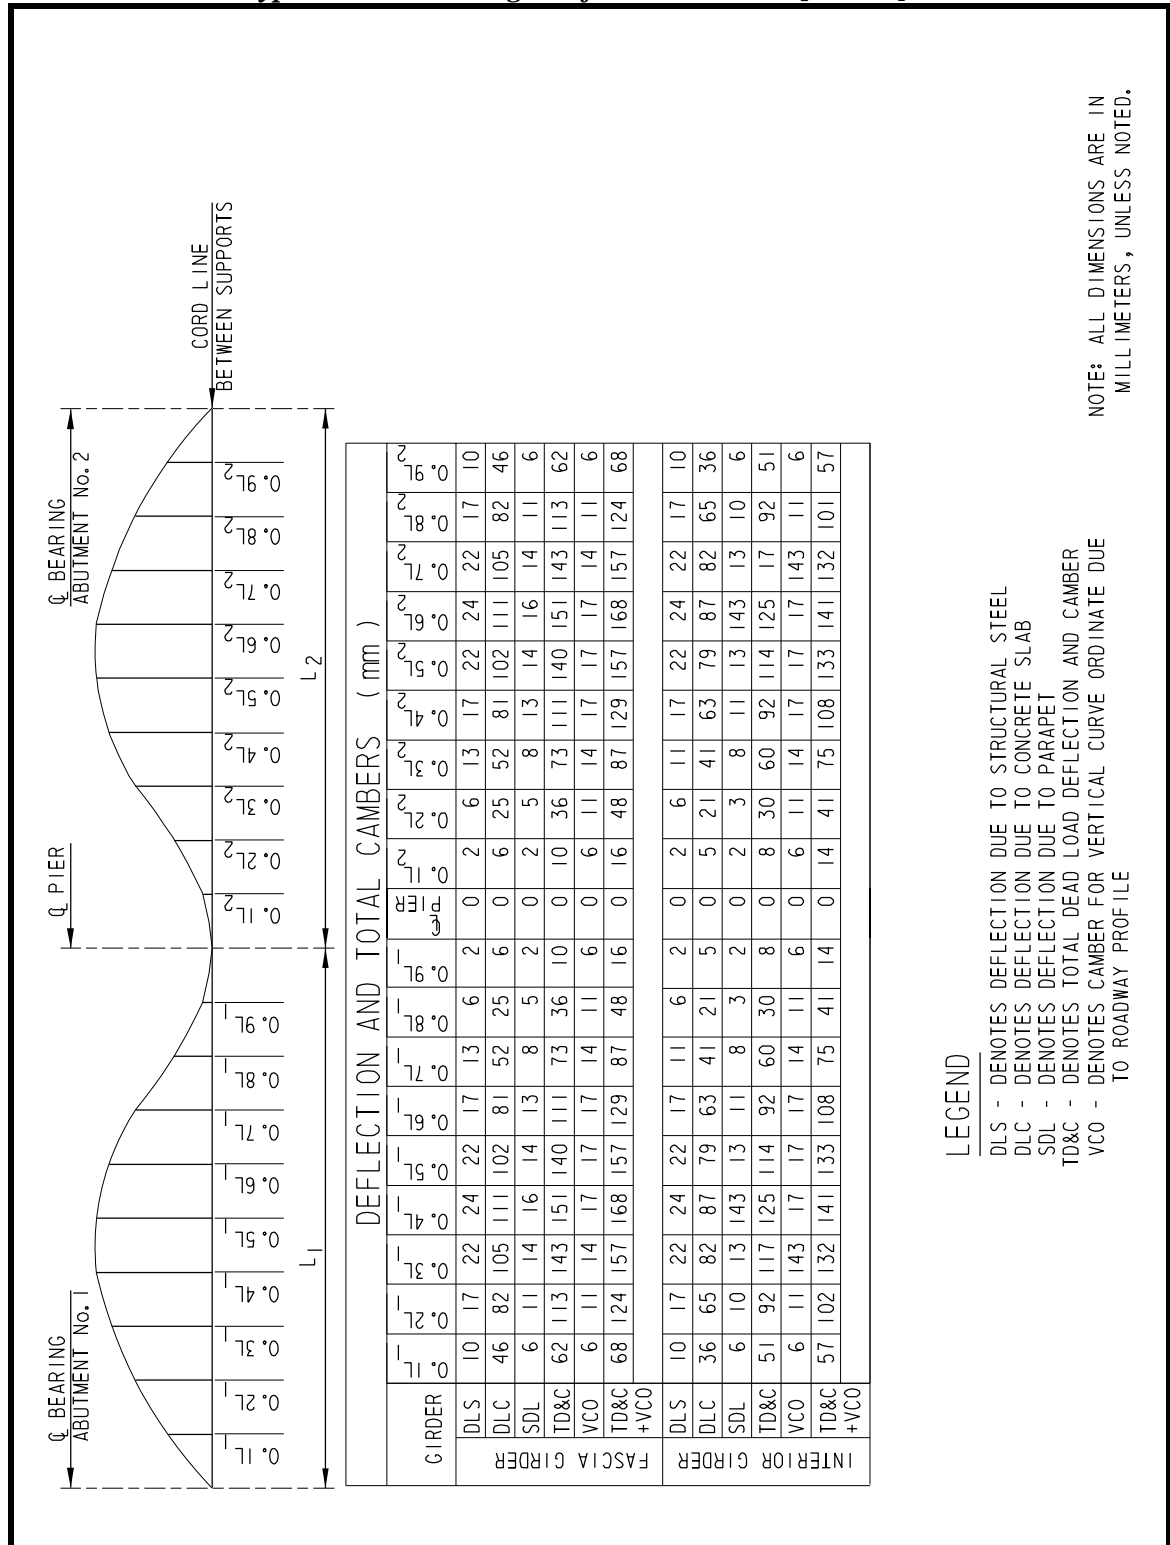 ℄ BEARING
ABUTMENT No.1
℄ PIER
℄ BEARING
ABUTMENT No.2
CORD LINE
BETWEEN SUPPORTS
0.1L₁ 0.2L₁ 0.3L₁ 0.4L₁ 0.5L₁ 0.6L₁ 0.7L₁ 0.8L₁ 0.9L₁ 0.1L₂ 0.2L₂ 0.3L₂ 0.4L₂ 0.5L₂ 0.6L₂ 0.7L₂ 0.8L₂ 0.9L₂
L₁ L₂
DEFLECTION AND TOTAL CAMBERS ( mm )
GIRDER 0.1L₁ 0.2L₁ 0.3L₁ 0.4L₁ 0.5L₁ 0.6L₁ 0.7L₁ 0.8L₁ 0.9L₁ ℄ PIER 0.1L₂ 0.2L₂ 0.3L₂ 0.4L₂ 0.5L₂ 0.6L₂ 0.7L₂ 0.8L₂ 0.9L₂
FASCIA GIRDER
DLS 10 17 22 24 22 17 13 6 2 0 2 6 13 17 22 24 22 17 10
DLC 46 82 105 111 102 81 52 25 6 0 6 25 52 81 102 111 105 82 46
SDL 6 11 14 16 14 13 8 5 2 0 2 5 8 13 14 16 14 11 6
TD&C 62 113 143 151 140 111 73 36 10 0 10 36 73 111 140 151 143 113 62
VCO 6 11 14 17 17 17 14 11 6 0 6 11 14 17 17 17 14 11 6
TD&C 68 124 157 168 157 129 87 48 16 0 16 48 87 129 157 168 157 124 68
+VCO
INTERIOR GIRDER
DLS 10 17 22 24 22 17 11 6 2 0 2 6 11 17 22 24 22 17 10
DLC 36 65 82 87 79 63 41 21 5 0 5 21 41 63 79 87 82 65 36
SDL 6 10 13 143 13 11 8 3 2 0 2 3 8 11 13 143 13 10 6
TD&C 51 92 117 125 114 92 60 30 8 0 8 30 60 92 114 125 17 92 51
VCO 6 11 143 17 17 17 14 11 6 0 6 11 14 17 17 17 143 11 6
TD&C 57 102 132 141 133 108 75 41 14 0 14 41 75 108 133 141 132 101 57
+VCO
LEGEND
DLS - DENOTES DEFLECTION DUE TO STRUCTURAL STEEL
DLC - DENOTES DEFLECTION DUE TO CONCRETE SLAB
SDL - DENOTES DEFLECTION DUE TO PARAPET
TD&C - DENOTES TOTAL DEAD LOAD DEFLECTION AND CAMBER
VCO - DENOTES CAMBER FOR VERTICAL CURVE ORDINATE DUE
TO ROADWAY PROFILE
NOTE: ALL DIMENSIONS ARE IN
MILLIMETERS, UNLESS NOTED.